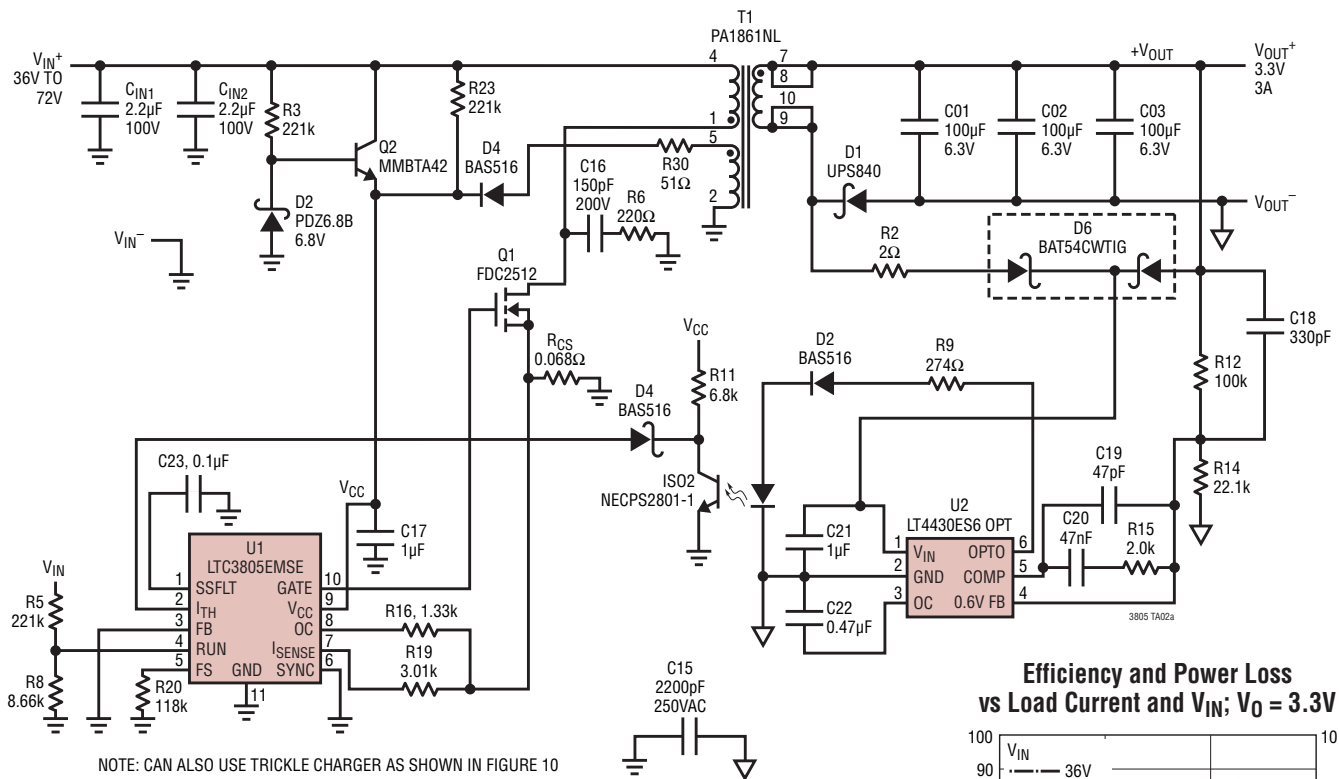 T1
PA1861NL
VIN+
36V TO
72V
CIN1
2.2µF
100V
CIN2
2.2µF
100V
R3
221k
Q2
MMBTA42
R23
221k
D4
BAS516
4
1
5
2
7
8
10
9
R30
51Ω
+VOUT
VOUT+
3.3V
3A
C01
100µF
6.3V
C02
100µF
6.3V
C03
100µF
6.3V
D1
UPS840
VOUT–
D2
PDZ6.8B
6.8V
VIN–
C16
150pF
200V
R6
220Ω
R2
2Ω
D6
BAT54CWTIG
Q1
FDC2512
RCS
0.068Ω
VCC
R11
6.8k
D2
BAS516
R9
274Ω
C18
330pF
R12
100k
D4
BAS516
C23, 0.1µF
VCC
C17
1µF
ISO2
NECPS2801-1
C21
1µF
C22
0.47µF
U2
LT4430ES6 OPT
1 VIN OPTO 6
2 GND COMP 5
3 OC 0.6V FB 4
C19
47pF
C20
47nF
R15
2.0k
R14
22.1k
3805 TA02a
VIN
R5
221k
R8
8.66k
U1
LTC3805EMSE
1 SSFLT GATE 10
2 ITH VCC 9
3 FB OC 8
4 RUN ISENSE 7
5 FS GND SYNC 6
11
R16, 1.33k
R19
3.01k
R20
118k
C15
2200pF
250VAC
NOTE: CAN ALSO USE TRICKLE CHARGER AS SHOWN IN FIGURE 10
Efficiency and Power Loss
vs Load Current and VIN; VO = 3.3V
100
90
VIN
36V
10